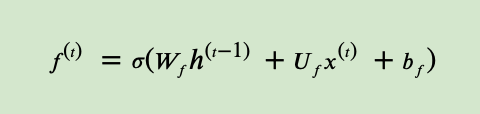 f⁽ᵗ⁾ = σ(W_f h⁽ᵗ⁻¹⁾ + U_f x⁽ᵗ⁾ + b_f)